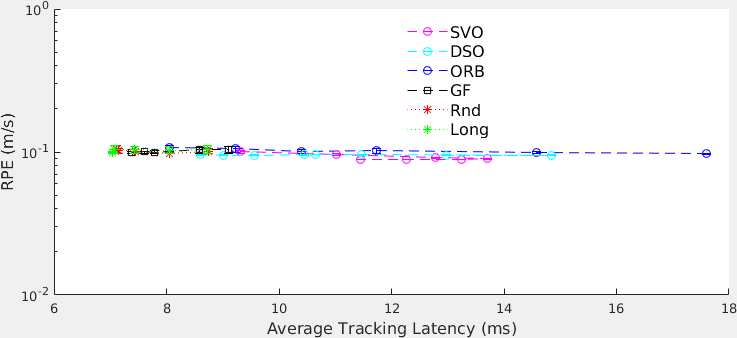 10^0
SVO
DSO
ORB
GF
Rnd
Long
RPE (m/s)
10^-1
10^-2
6 8 10 12 14 16 18
Average Tracking Latency (ms)